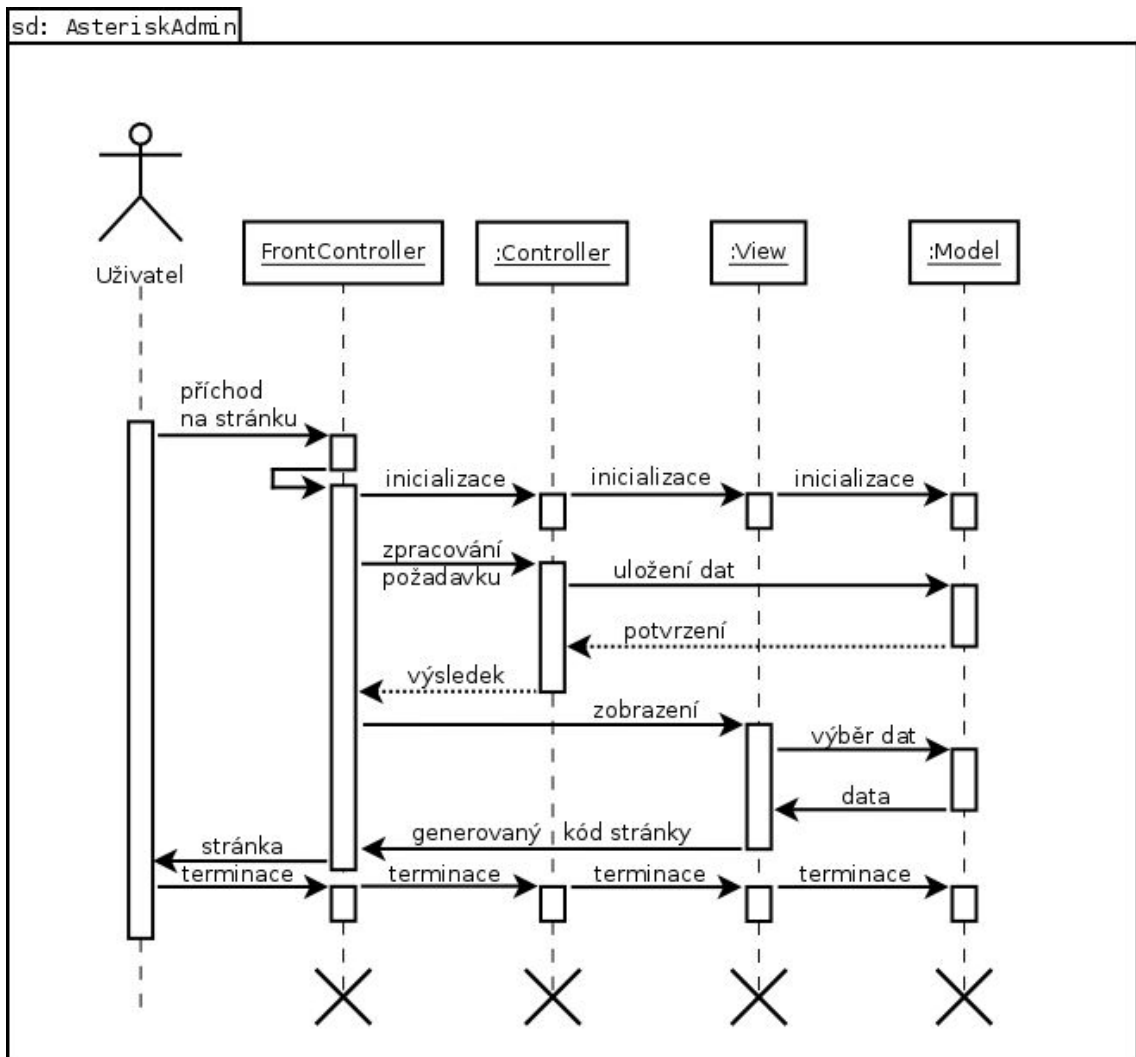 sd: AsteriskAdmin
Uživatel
FrontController
:Controller
:View
:Model
příchod
na stránku
inicializace
inicializace
inicializace
zpracování
požadavku
uložení dat
potvrzení
výsledek
zobrazení
výběr dat
data
generovaný kód stránky
stránka
terminace
terminace
terminace
terminace